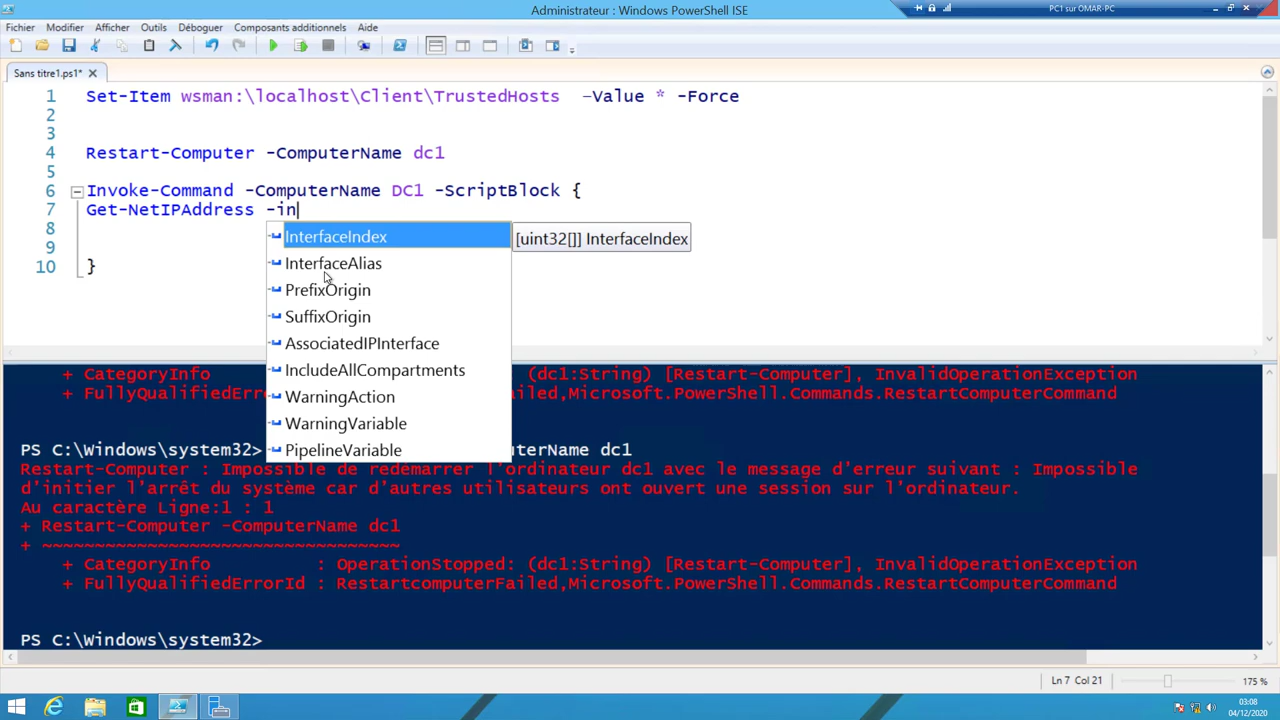 Administrateur : Windows PowerShell ISE
PC1 sur OMAR-PC
Fichier Modifier Afficher Outils Déboguer Composants additionnels Aide
Sans titre1.ps1*
1 Set-Item wsman:\localhost\Client\TrustedHosts -Value * -Force
2
3
4 Restart-Computer -ComputerName dc1
5
6 Invoke-Command -ComputerName DC1 -ScriptBlock {
7 Get-NetIPAddress -in
8
9
10 }
InterfaceIndex
[uint32[]] InterfaceIndex
InterfaceAlias
PrefixOrigin
SuffixOrigin
AssociatedIPInterface
IncludeAllCompartments
WarningAction
WarningVariable
PipelineVariable
+ CategoryInfo (dc1:String) [Restart-Computer], InvalidOperationException
+ FullyQualifiedError ailed,Microsoft.PowerShell.Commands.RestartComputerCommand
PS C:\Windows\system32> uterName dc1
Restart-Computer : Impossible de redémarrer l'ordinateur dc1 avec le message d'erreur suivant : Impossible
d'initier l'arrêt du système car d'autres utilisateurs ont ouvert une session sur l'ordinateur.
Au caractère Ligne:1 : 1
+ Restart-Computer -ComputerName dc1
+ ~~~~~~~~~~~~~~~~~~~~~~~~~~~~~~~~~~
+ CategoryInfo : OperationStopped: (dc1:String) [Restart-Computer], InvalidOperationException
+ FullyQualifiedErrorId : RestartcomputerFailed,Microsoft.PowerShell.Commands.RestartComputerCommand
PS C:\Windows\system32>
Ln 7 Col 21
175 %
03:08
04/12/2020